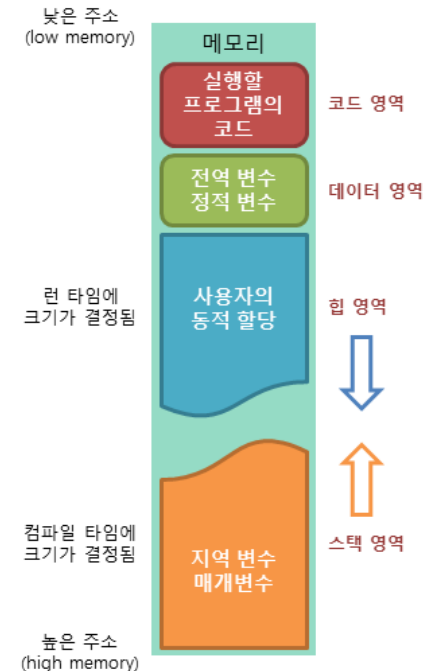 낮은 주소
(low memory)
메모리
실행할
프로그램의
코드
코드 영역
전역 변수
정적 변수
데이터 영역
런 타임에
크기가 결정됨
사용자의
동적 할당
힙 영역
컴파일 타임에
크기가 결정됨
지역 변수
매개변수
스택 영역
높은 주소
(high memory)